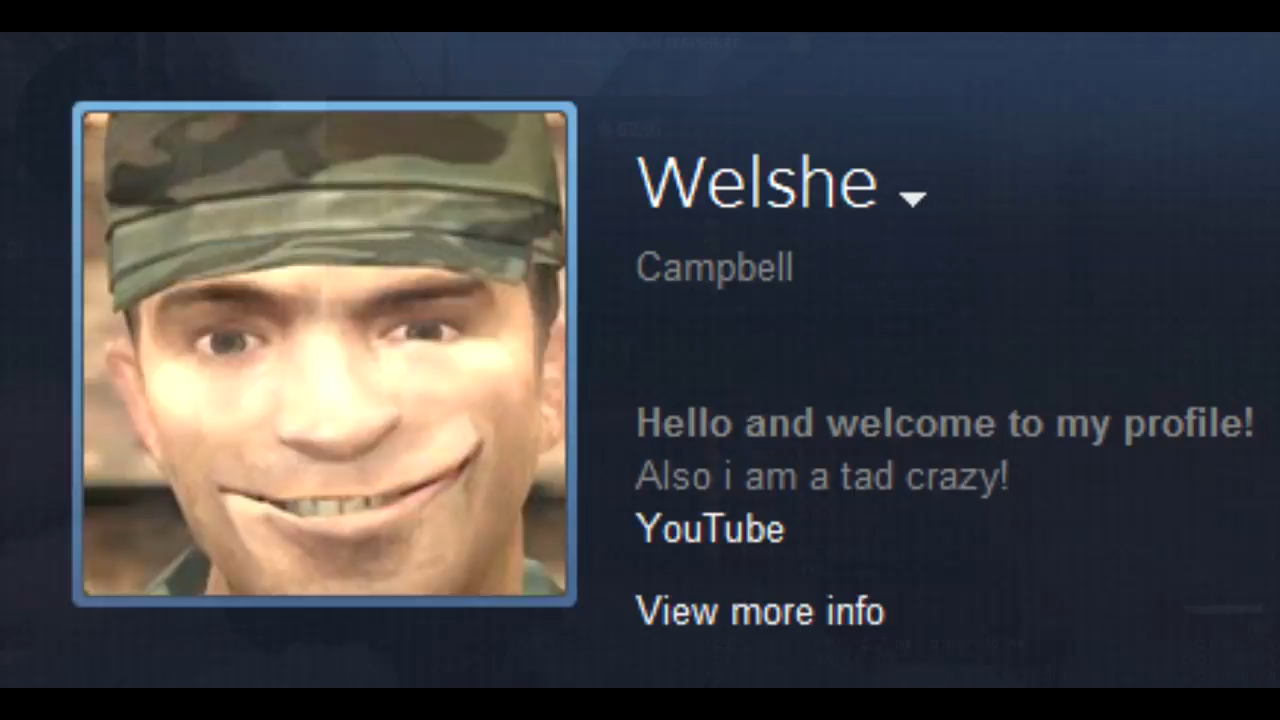 Welshe
Campbell
Hello and welcome to my profile!
Also i am a tad crazy!
YouTube
View more info